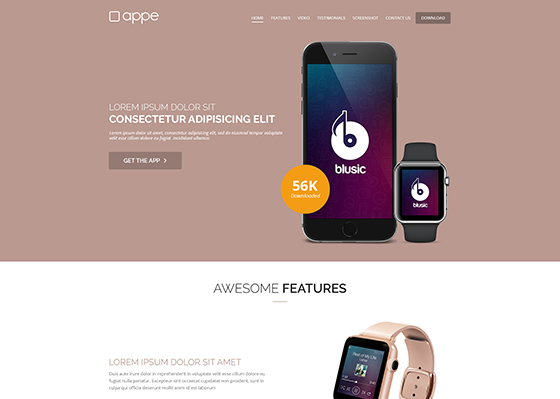 appe
HOME FEATURES VIDEO TESTIMONIALS SCREENSHOT CONTACT US DOWNLOAD
LOREM IPSUM DOLOR SIT
CONSECTETUR ADIPISICING ELIT
Lorem ipsum dolor sit amet, consectetur adipisicing elit, sed do eiusmod tempor voluptate
velit esse cillum dolore eu fugiat incididunt ullamco.
GET THE APP
blusic
blusic
56K
Downloaded
AWESOME FEATURES
LOREM IPSUM DOLOR SIT AMET
Duis aute irure dolor in reprehenderit in voluptate velit esse cillum dolore eu fugiat nulla
pariatur. Excepteur sint occaecat cupidatat non proident, sunt in culpa qui officia
deserunt mollit anim id est laborum
Best of My Life